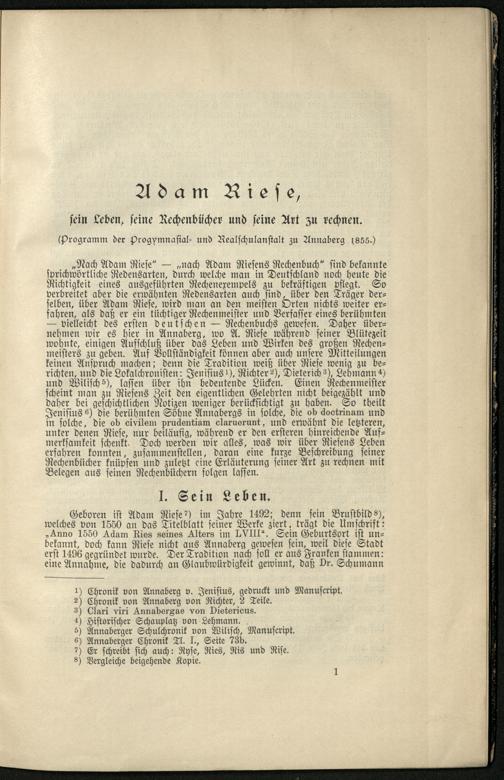 Adam Riese,
sein Leben, seine Rechenbücher und seine Art zu rechnen.
(Programm der Progymnasial- und Realschulanstalt zu Annaberg 1855.)
„Nach Adam Riese“ — „nach Adam Riesens Rechenbuch“ sind bekannte
sprichwörtliche Redensarten, durch welche man in Deutschland noch heute die
Richtigkeit eines ausgeführten Rechenexempels zu bekräftigen pflegt. So
verbreitet aber die erwähnten Redensarten auch sind, über den Träger der-
selben, über Adam Riese, wird man an den meisten Orten nichts weiter er-
fahren, als daß er ein tüchtiger Rechenmeister und Verfasser eines berühmten
— vielleicht des ersten deutschen — Rechenbuchs gewesen. Daher über-
nehmen wir es hier in Annaberg, wo A. Riese während seiner Blütezeit
wohnte, einigen Aufschluß über das Leben und Wirken des großen Rechen-
meisters zu geben. Auf Vollständigkeit können aber auch unsere Mitteilungen
keinen Anspruch machen; denn die Tradition weiß über Riese wenig zu be-
richten, und die Lokalchronisten: Jenisius¹), Richter²), Dieterich³), Lehmann⁴)
und Wilisch⁵), lassen über ihn bedeutende Lücken. Einen Rechenmeister
scheint man zu Riesens Zeit den eigentlichen Gelehrten nicht beigezählt und
daher bei geschichtlichen Notizen weniger berücksichtigt zu haben. So theilt
Jenisius⁶) die berühmten Söhne Annabergs in solche, die ob doctrinam und
in solche, die ob civilem prudentiam claruerunt, und erwähnt die letzteren,
unter denen Riese, nur beiläufig, während er den ersteren hinreichende Auf-
merksamkeit schenkt. Doch werden wir alles, was wir über Riesens Leben
erfahren konnten, zusammenstellen, daran eine kurze Beschreibung seiner
Rechenbücher knüpfen und zuletzt eine Erläuterung seiner Art zu rechnen mit
Belegen aus seinen Rechenbüchern folgen lassen.
I. Sein Leben.
Geboren ist Adam Riese⁷) im Jahre 1492; denn sein Brustbild⁸),
welches von 1550 an das Titelblatt seiner Werke ziert, trägt die Umschrift:
„Anno 1550 Adam Ries seines Alters im LVIII“. Sein Geburtsort ist un-
bekannt, doch kann Riese nicht aus Annaberg gewesen sein, weil diese Stadt
erst 1496 gegründet wurde. Der Tradition nach soll er aus Franken stammen:
eine Annahme, die dadurch an Glaubwürdigkeit gewinnt, daß Dr. Schumann
¹) Chronik von Annaberg v. Jenisius, gedruckt und Manuscript.
²) Chronik von Annaberg von Richter, 2 Teile.
³) Clari viri Annabergae von Dietericus.
⁴) Historischer Schauplatz von Lehmann.
⁵) Annaberger Schulchronik von Wilisch, Manuscript.
⁶) Annaberger Chronik Tl. I., Seite 73b.
⁷) Er schreibt sich auch: Ryse, Ries, Ris und Rise.
⁸) Vergleiche beigehende Kopie.
1